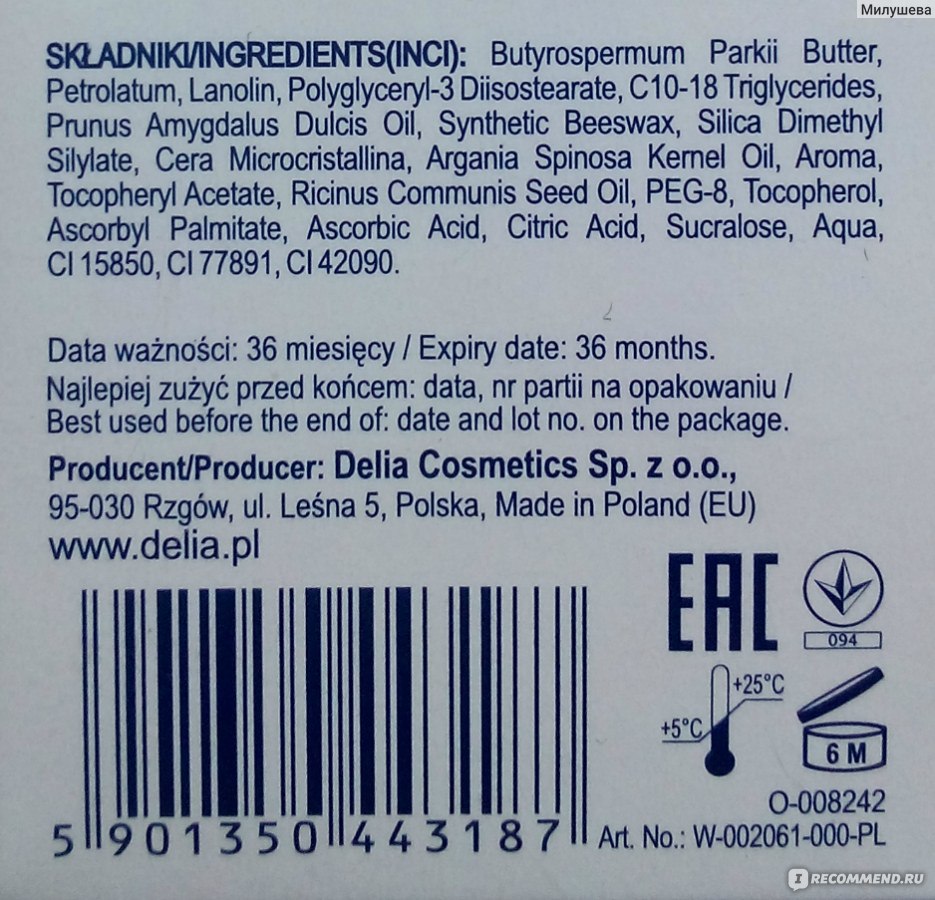 Милушева
SKŁADNIKI/INGREDIENTS(INCI): Butyrospermum Parkii Butter,
Petrolatum, Lanolin, Polyglyceryl-3 Diisostearate, C10-18 Triglycerides,
Prunus Amygdalus Dulcis Oil, Synthetic Beeswax, Silica Dimethyl
Silylate, Cera Microcristallina, Argania Spinosa Kernel Oil, Aroma,
Tocopheryl Acetate, Ricinus Communis Seed Oil, PEG-8, Tocopherol,
Ascorbyl Palmitate, Ascorbic Acid, Citric Acid, Sucralose, Aqua,
CI 15850, CI 77891, CI 42090.
Data ważności: 36 miesięcy / Expiry date: 36 months.
Najlepiej zużyć przed końcem: data, nr partii na opakowaniu /
Best used before the end of: date and lot no. on the package.
Producent/Producer: Delia Cosmetics Sp. z o.o.,
95-030 Rzgów, ul. Leśna 5, Polska, Made in Poland (EU)
www.delia.pl
EAC
094
+25°C
+5°C
6 M
O-008242
5 901350 443187
Art. No.: W-002061-000-PL
IRECOMMEND.RU